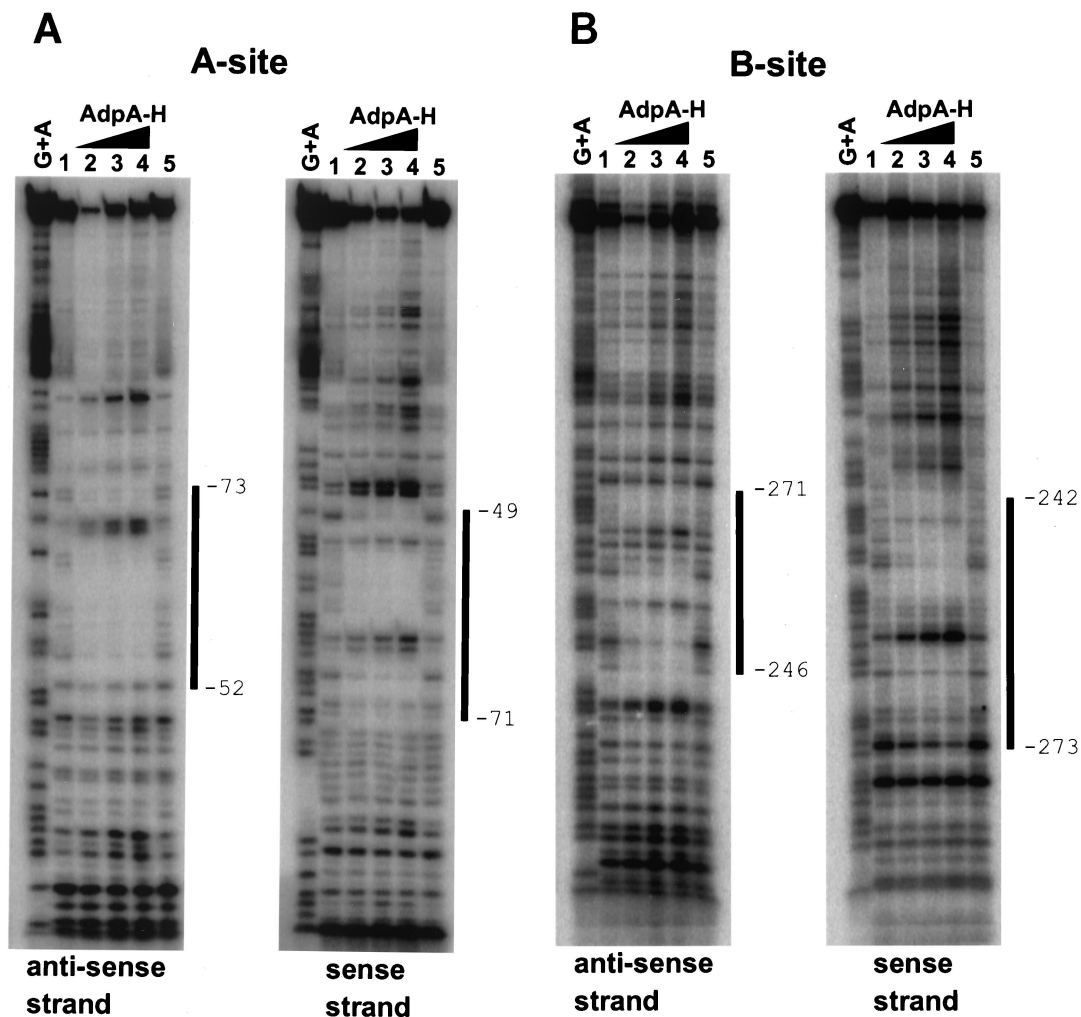 A
B
A-site
B-site
AdpA-H
AdpA-H
AdpA-H
AdpA-H
G+A 1 2 3 4 5
G+A 1 2 3 4 5
G+A 1 2 3 4 5
G+A 1 2 3 4 5
-73
-52
-49
-71
-271
-246
-242
-273
anti-sense
strand
sense
strand
anti-sense
strand
sense
strand